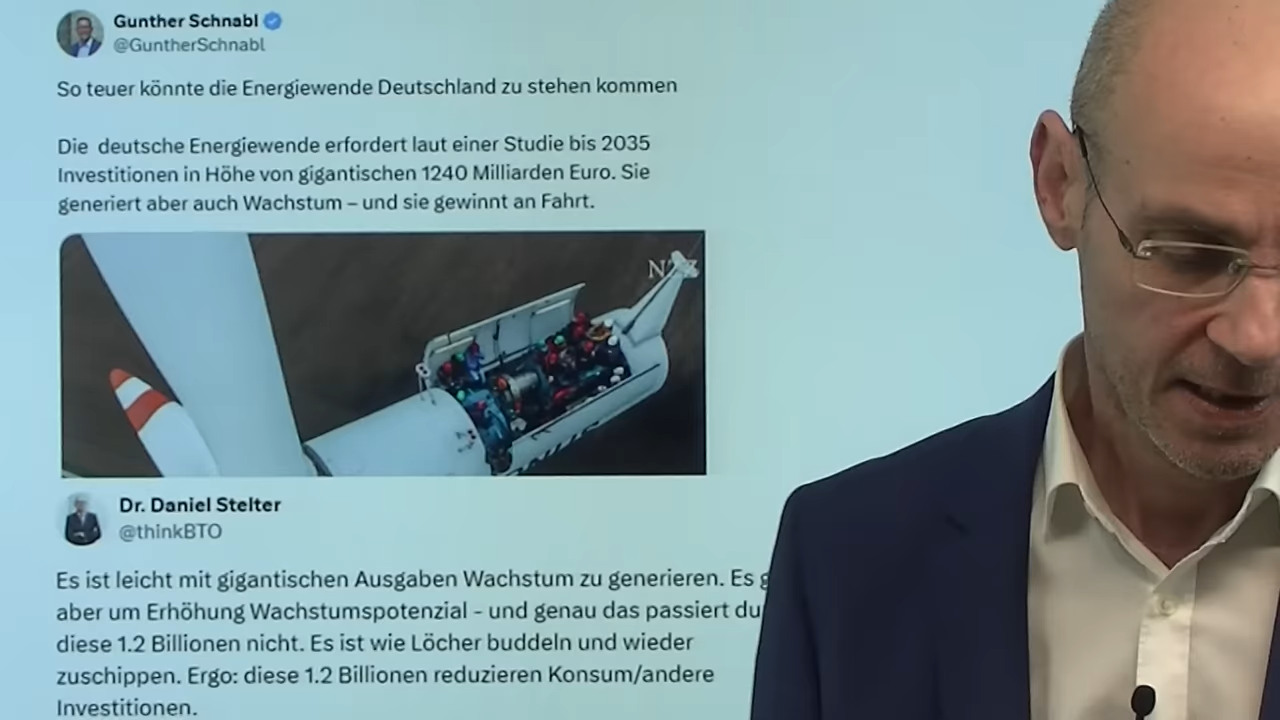 Gunther Schnabl
@GuntherSchnabl
So teuer könnte die Energiewende Deutschland zu stehen kommen
Die deutsche Energiewende erfordert laut einer Studie bis 2035
Investitionen in Höhe von gigantischen 1240 Milliarden Euro. Sie
generiert aber auch Wachstum – und sie gewinnt an Fahrt.
Dr. Daniel Stelter
@thinkBTO
Es ist leicht mit gigantischen Ausgaben Wachstum zu generieren. Es
aber um Erhöhung Wachstumspotenzial - und genau das passiert
diese 1.2 Billionen nicht. Es ist wie Löcher buddeln und wieder
zuschippen. Ergo: diese 1.2 Billionen reduzieren Konsum/andere
Investitionen.